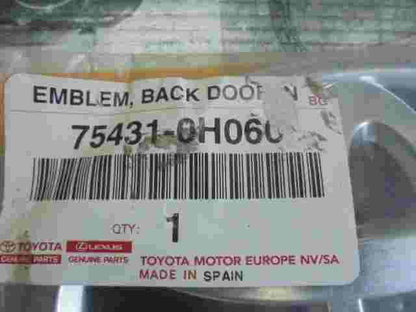 EMBLEM, BACK DOOR
BG
75431-0H060
QTY: 1
TOYOTA LEXUS
GENUINE PARTS GENUINE PARTS TOYOTA MOTOR EUROPE NV/SA
MADE IN SPAIN